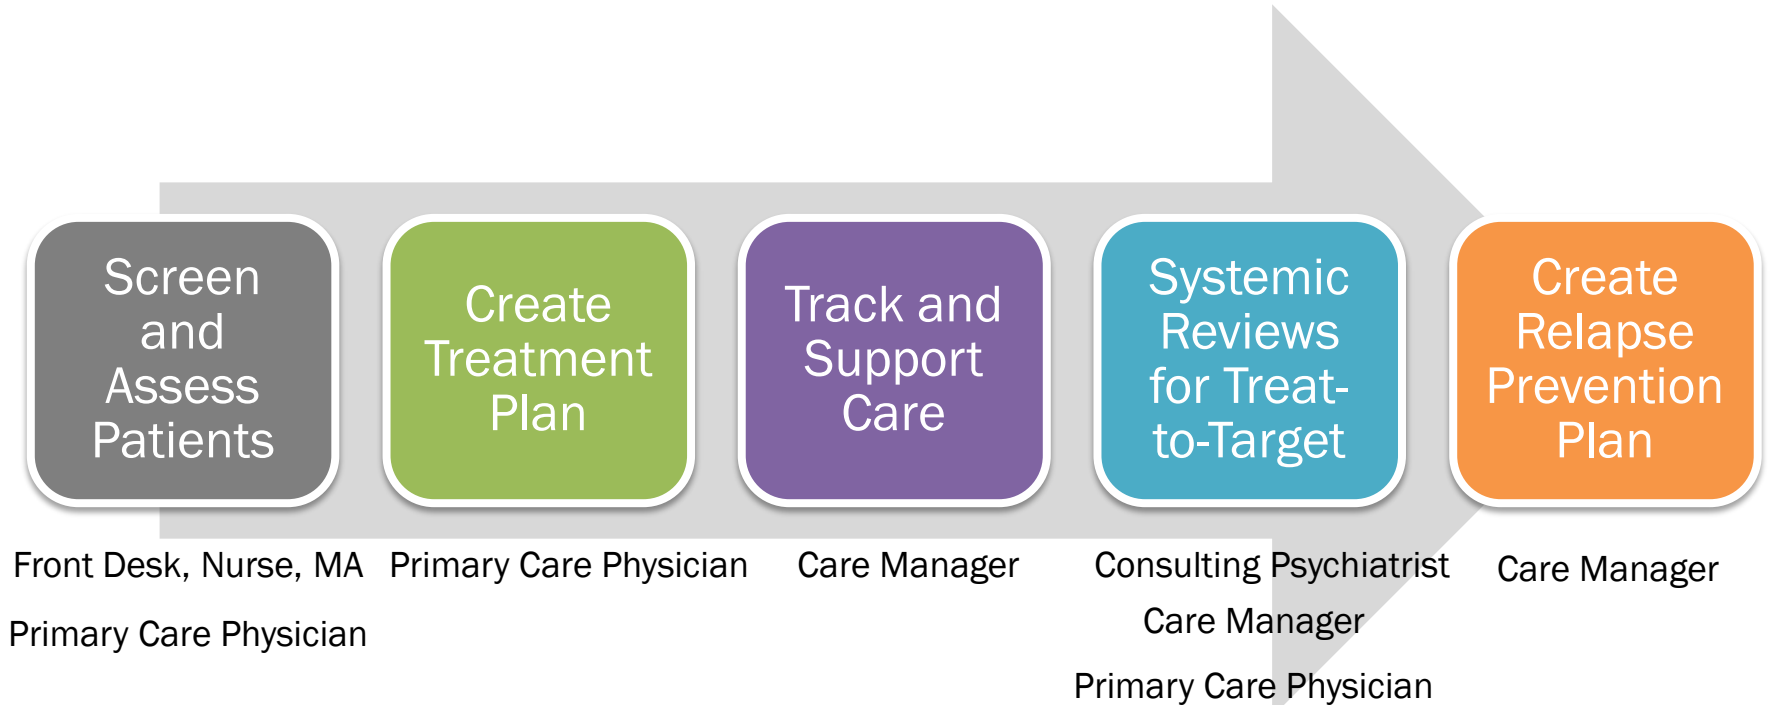 Screen
and
Assess
Patients
Create
Treatment
Plan
Track and
Support
Care
Systemic
Reviews
for Treat-
to-Target
Create
Relapse
Prevention
Plan
Front Desk, Nurse, MA
Primary Care Physician
Primary Care Physician
Care Manager
Consulting Psychiatrist
Care Manager
Primary Care Physician
Care Manager